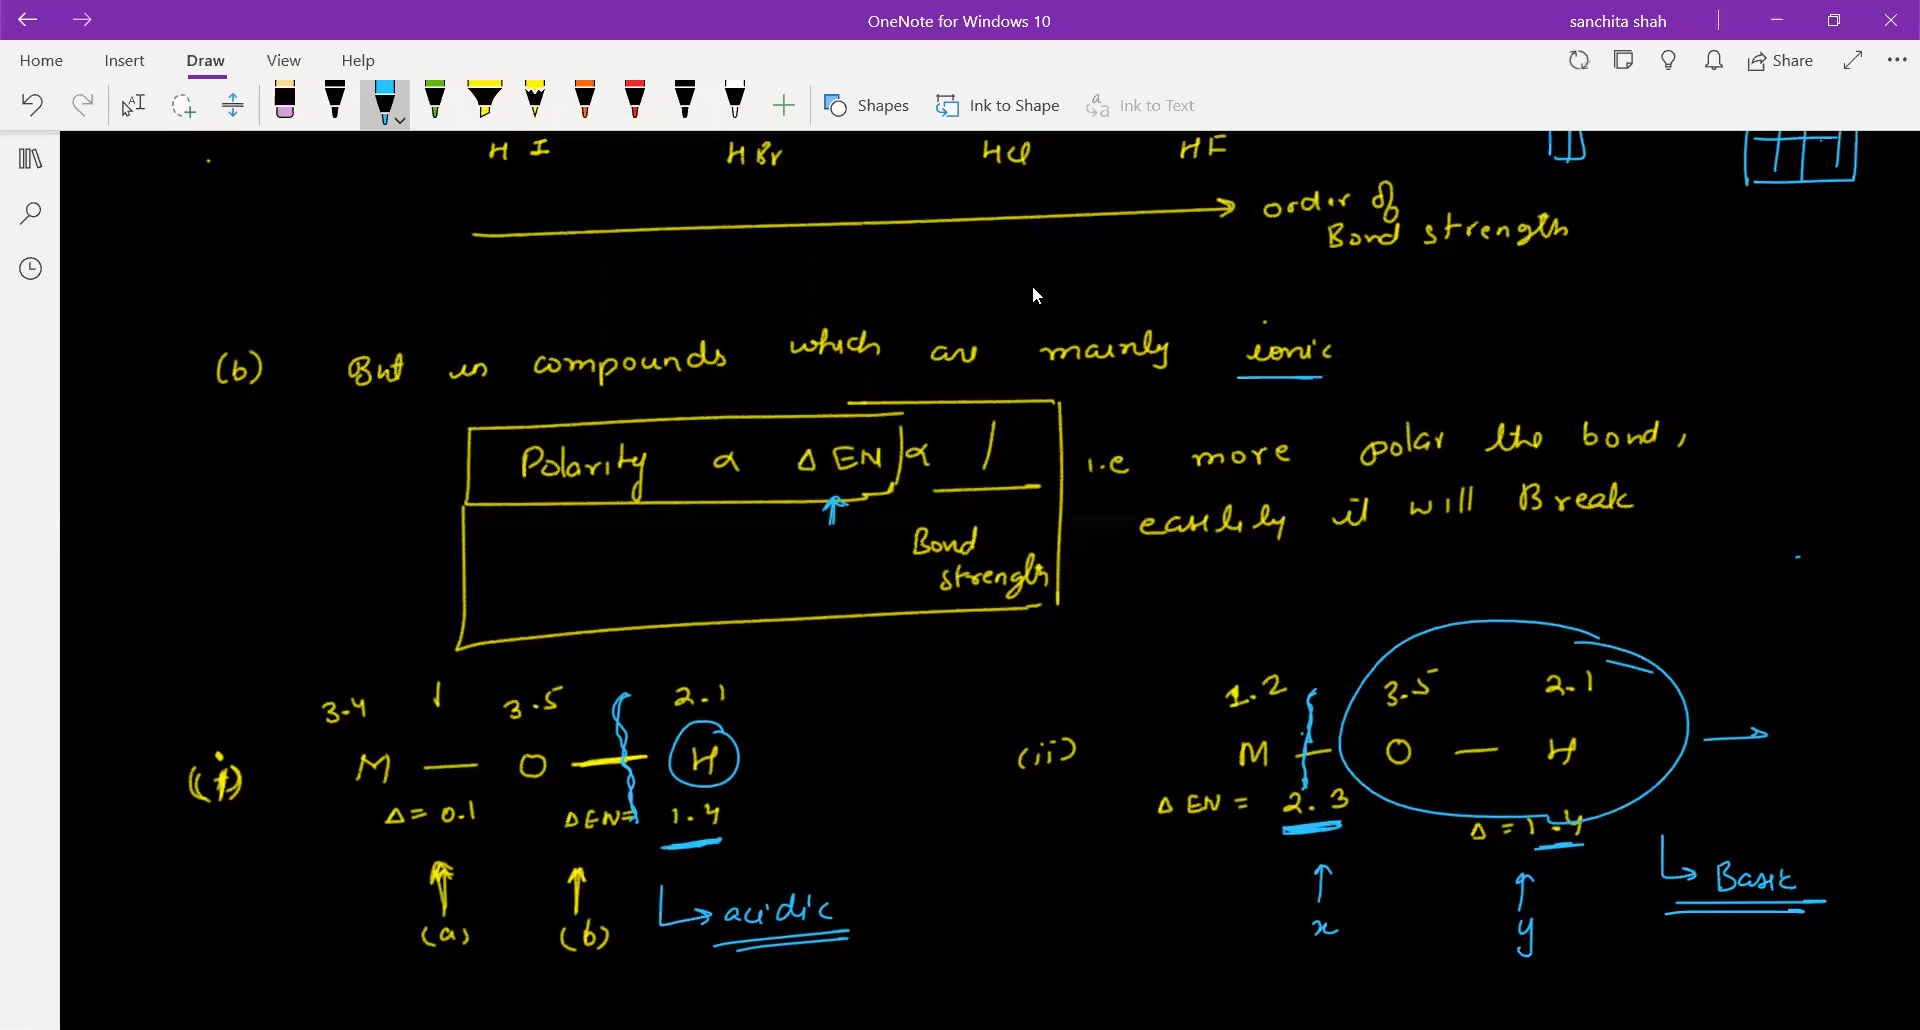 OneNote for Windows 10
sanchita shah
Home Insert Draw View Help
Share
Shapes Ink to Shape Ink to Text
H I HBr HCl HF
order of
Bond strength
(b) But in compounds which are mainly ionic
Polarity α Δ EN α 1
Bond
strength
i.e more polar the bond,
easily it will Break
3.4 3.5 2.1
(i) M — O — H
Δ = 0.1 ΔEN = 1.4
(a) (b)
acidic
1.2 3.5 2.1
(ii) M — O — H
Δ EN = 2.3 Δ = 1.4
x y
Basic